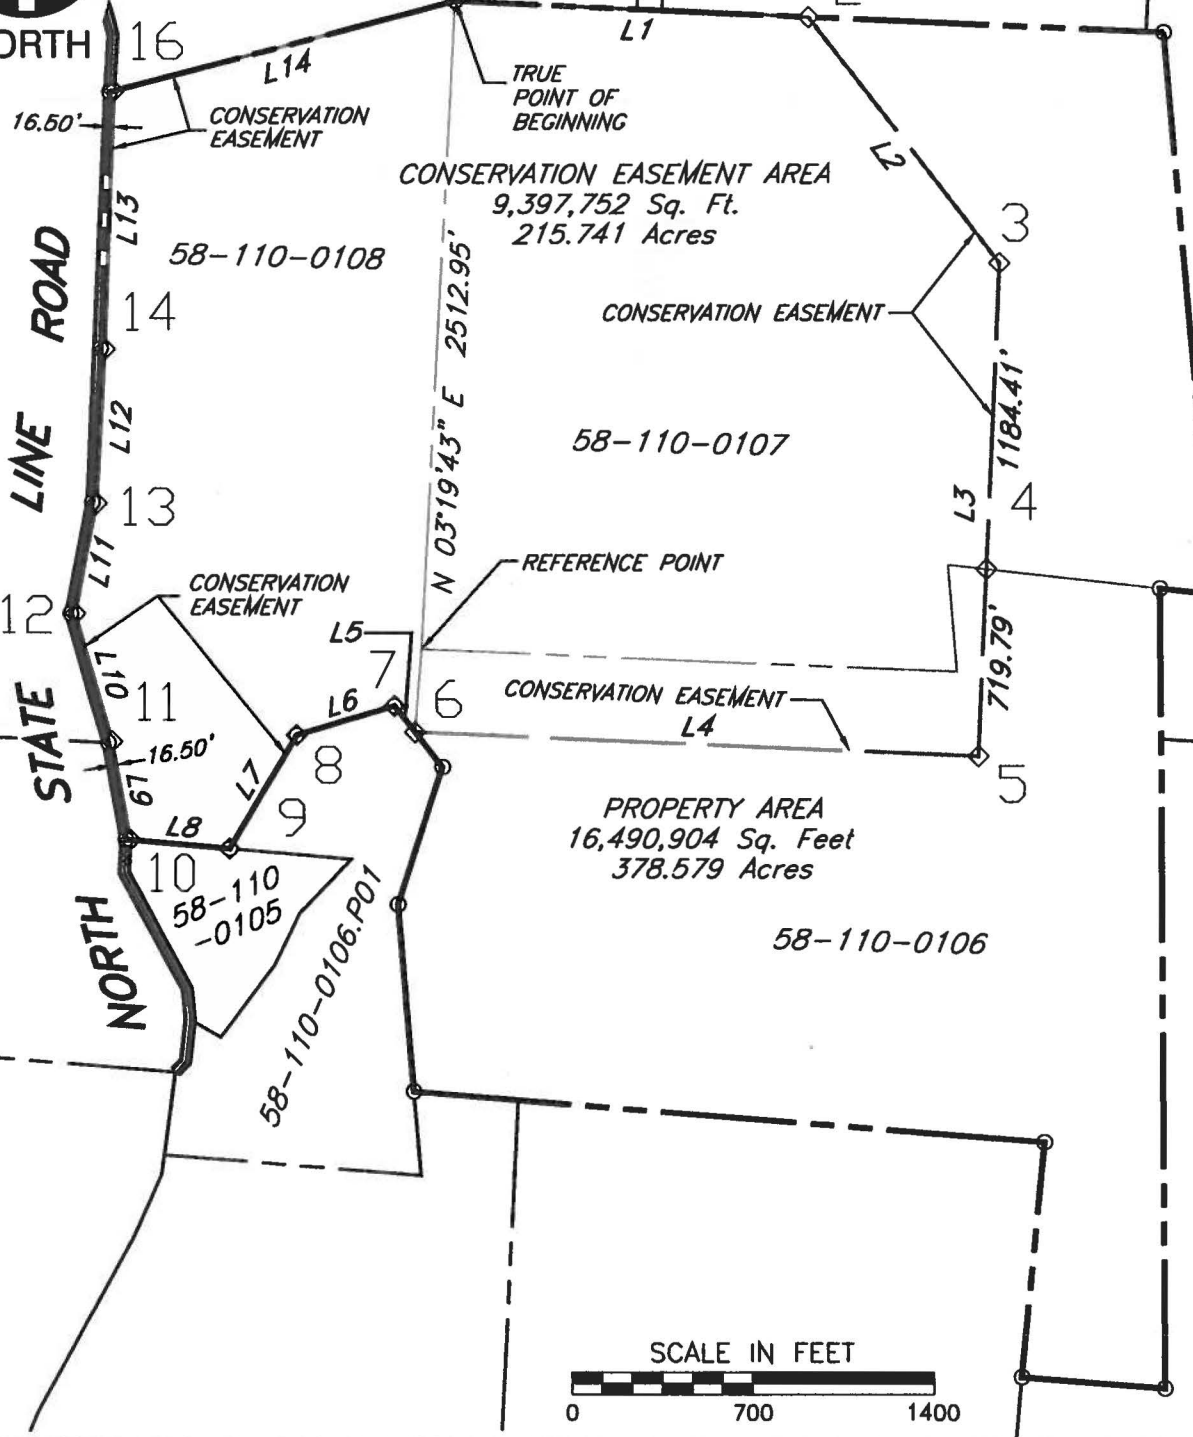 ORTH
16
L14
L1
TRUE
POINT OF
BEGINNING
16.50'
CONSERVATION
EASEMENT
CONSERVATION EASEMENT AREA
9,397,752 Sq. Ft.
215.741 Acres
L2
3
L13
58-110-0108
N 03°19'43" E 2512.95'
CONSERVATION EASEMENT
14
1184.41'
L12
58-110-0107
L3
4
13
L11
REFERENCE POINT
12
CONSERVATION
EASEMENT
L5
719.79'
L10
7
6
L6
CONSERVATION EASEMENT
L4
11
16.50'
8
5
L7
L9
9
L8
PROPERTY AREA
16,490,904 Sq. Feet
378.579 Acres
10
58-110
-0105
58-110-0106.P01
58-110-0106
NORTH STATE LINE ROAD
SCALE IN FEET
0 700 1400